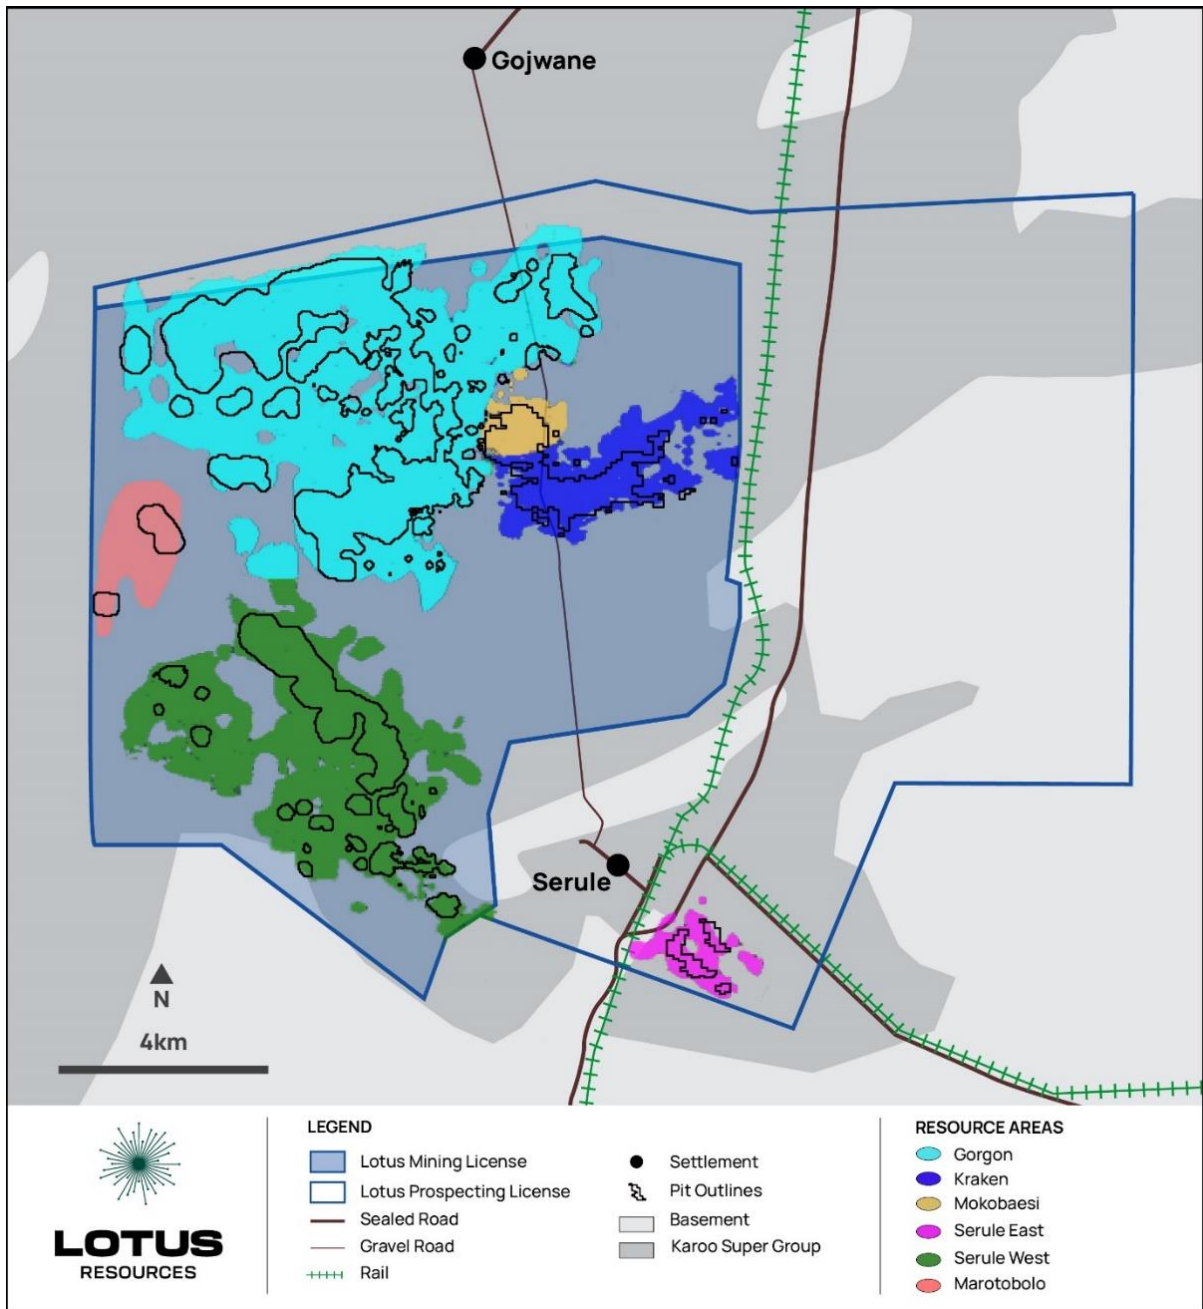 Gojwane
Serule
N
4km
LOTUS
RESOURCES
LEGEND
Lotus Mining License
Lotus Prospecting License
Sealed Road
Gravel Road
Rail
Settlement
Pit Outlines
Basement
Karoo Super Group
RESOURCE AREAS
Gorgon
Kraken
Mokobaesi
Serule East
Serule West
Marotobolo